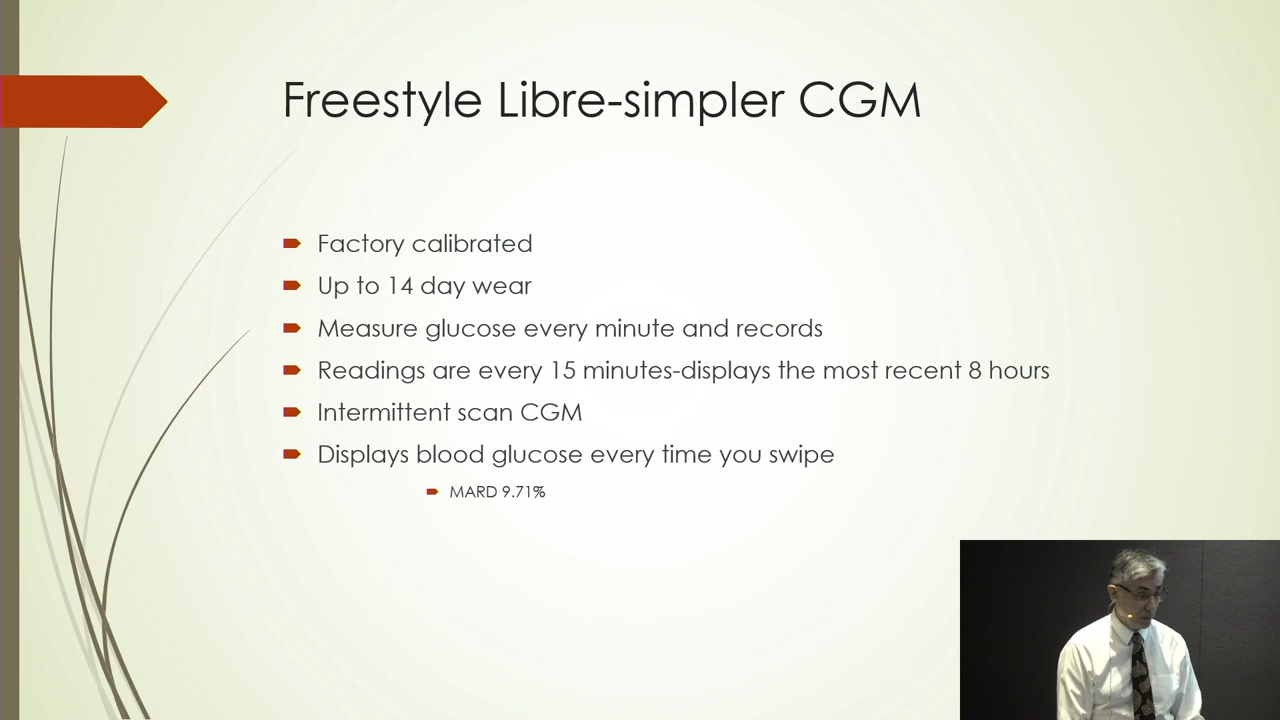 Freestyle Libre-simpler CGM
Factory calibrated
Up to 14 day wear
Measure glucose every minute and records
Readings are every 15 minutes-displays the most recent 8 hours
Intermittent scan CGM
Displays blood glucose every time you swipe
MARD 9.71%